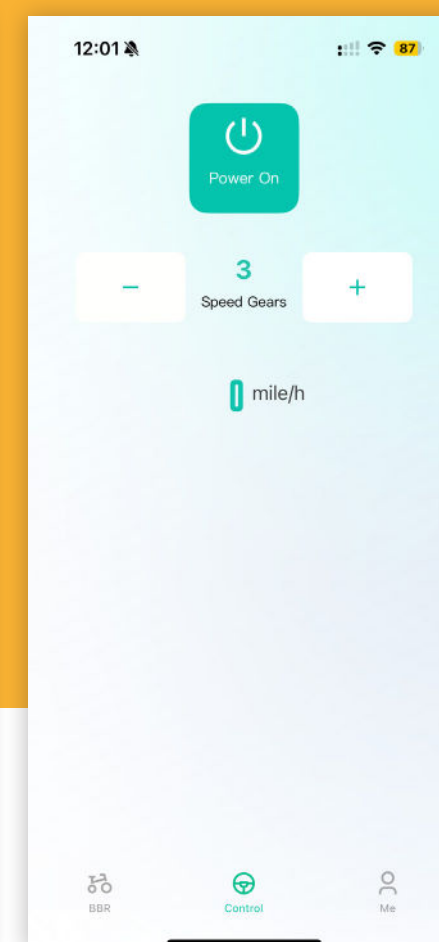 12:01
87
Power On
−
3
+
Speed Gears
0 mile/h
BBR
Control
Me